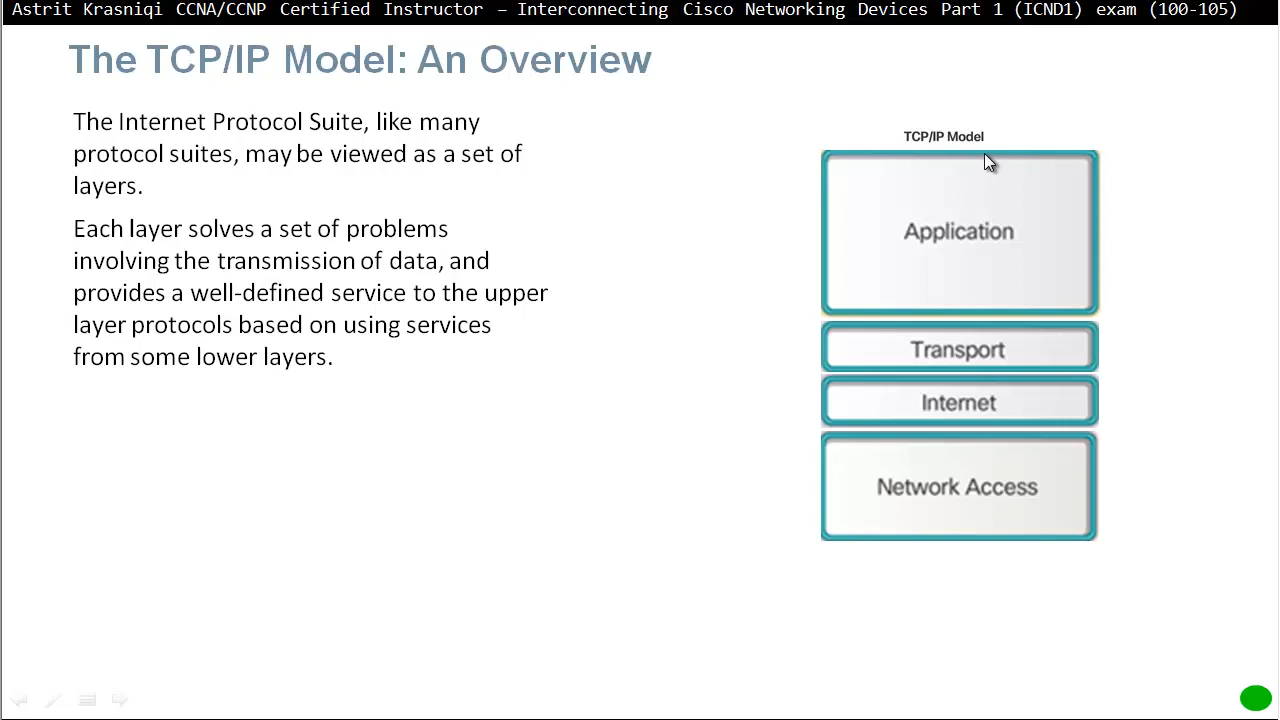 Astrit Krasniqi CCNA/CCNP Certified Instructor – Interconnecting Cisco Networking Devices Part 1 (ICND1) exam (100-105)
The TCP/IP Model: An Overview
The Internet Protocol Suite, like many
protocol suites, may be viewed as a set of
layers.
Each layer solves a set of problems
involving the transmission of data, and
provides a well-defined service to the upper
layer protocols based on using services
from some lower layers.
TCP/IP Model
Application
Transport
Internet
Network Access